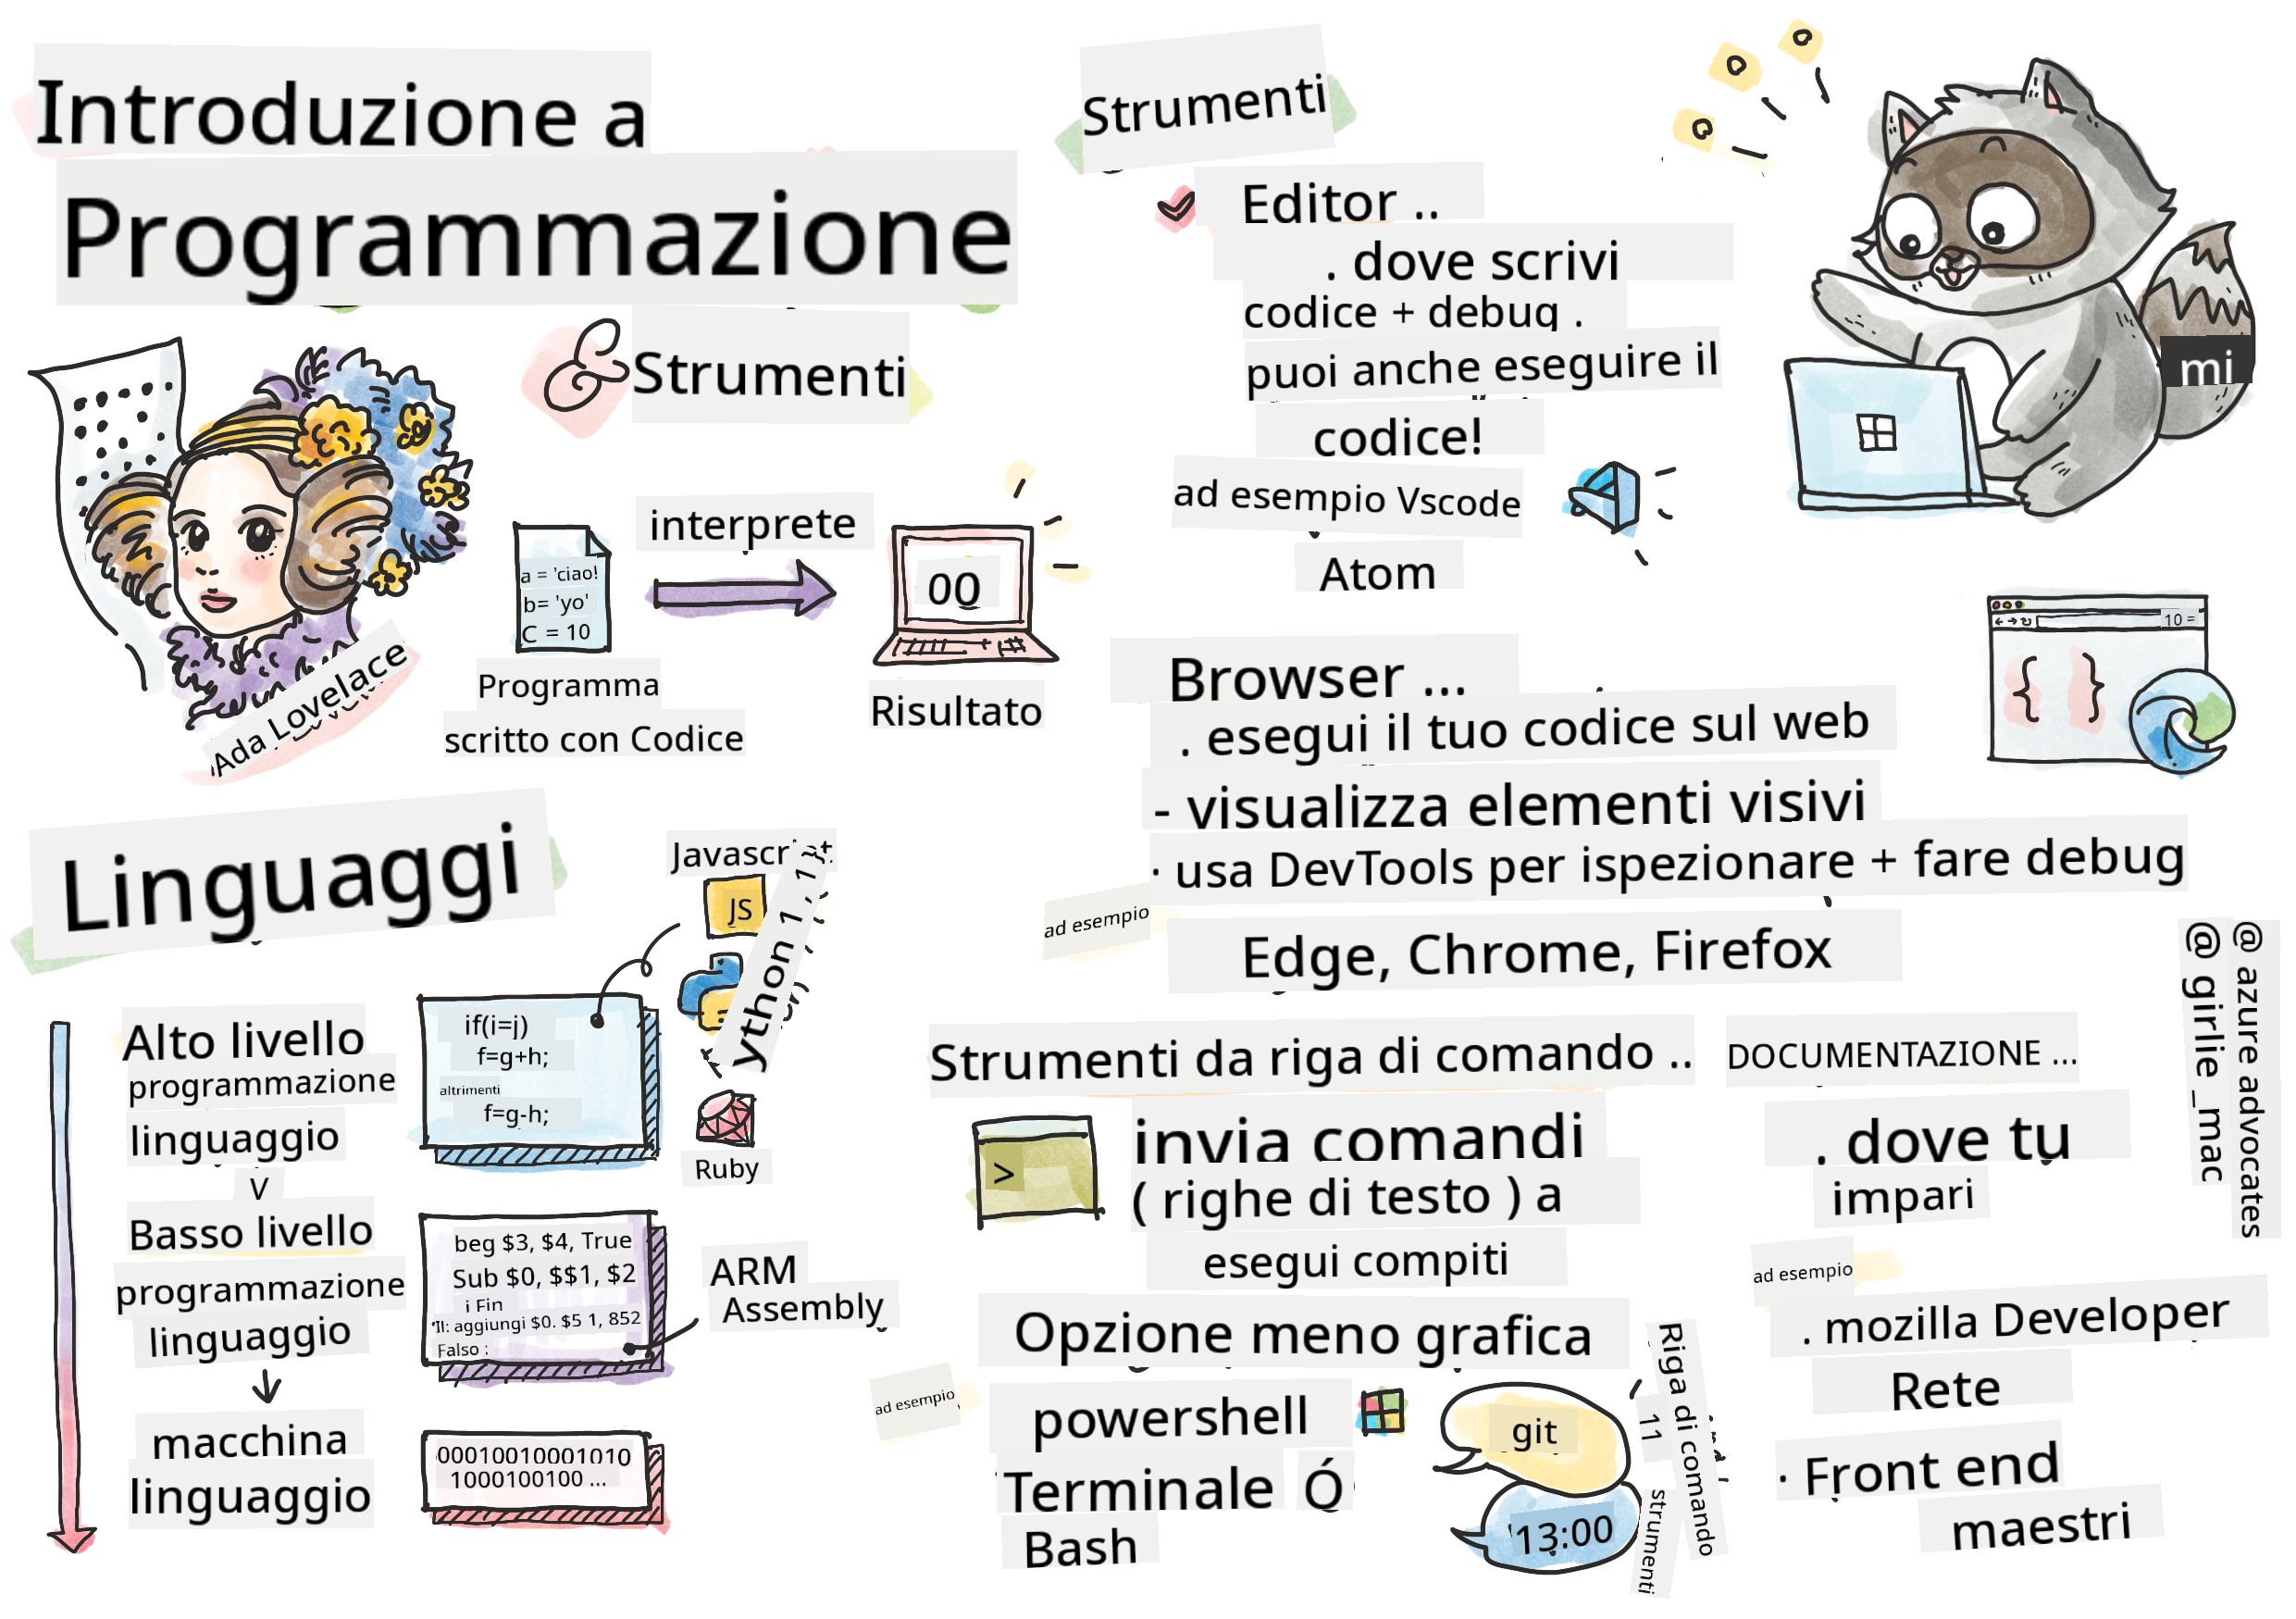 Introduzione a
Programmazione
& Strumenti
Ada Lovelace
a = 'ciao!
b= 'yo'
C = 10
interprete
00
Programma
scritto con Codice
Risultato
Linguaggi
Alto livello
programmazione
linguaggio
V
Basso livello
programmazione
linguaggio
macchina
linguaggio
if(i=j)
f=g+h;
altrimenti
f=g-h;
Javascript
JS
ython 1, 1
Ruby
beg $3, $4, True
Sub $0, $$1, $2
j Fin
'Il: aggiungi $0. $5 1, 852
Falso :
ARM
Assembly
00010010001010
1000100100 ...
Strumenti
Editor ..
. dove scrivi
codice + debug .
puoi anche eseguire il
codice!
ad esempio Vscode
Atom
mi
Browser ...
. esegui il tuo codice sul web
- visualizza elementi visivi
· usa DevTools per ispezionare + fare debug
ad esempio
Edge, Chrome, Firefox
10 =
{ }
Strumenti da riga di comando ..
>
invia comandi
( righe di testo ) a
esegui compiti
Opzione meno grafica
ad esempio
powershell
Terminale Ó
Bash
git
13:00
Riga di comando
11
strumenti
DOCUMENTAZIONE ...
. dove tu
impari
ad esempio
. mozilla Developer
Rete
· Front end
maestri
@ azure advocates
@ girlie_mac